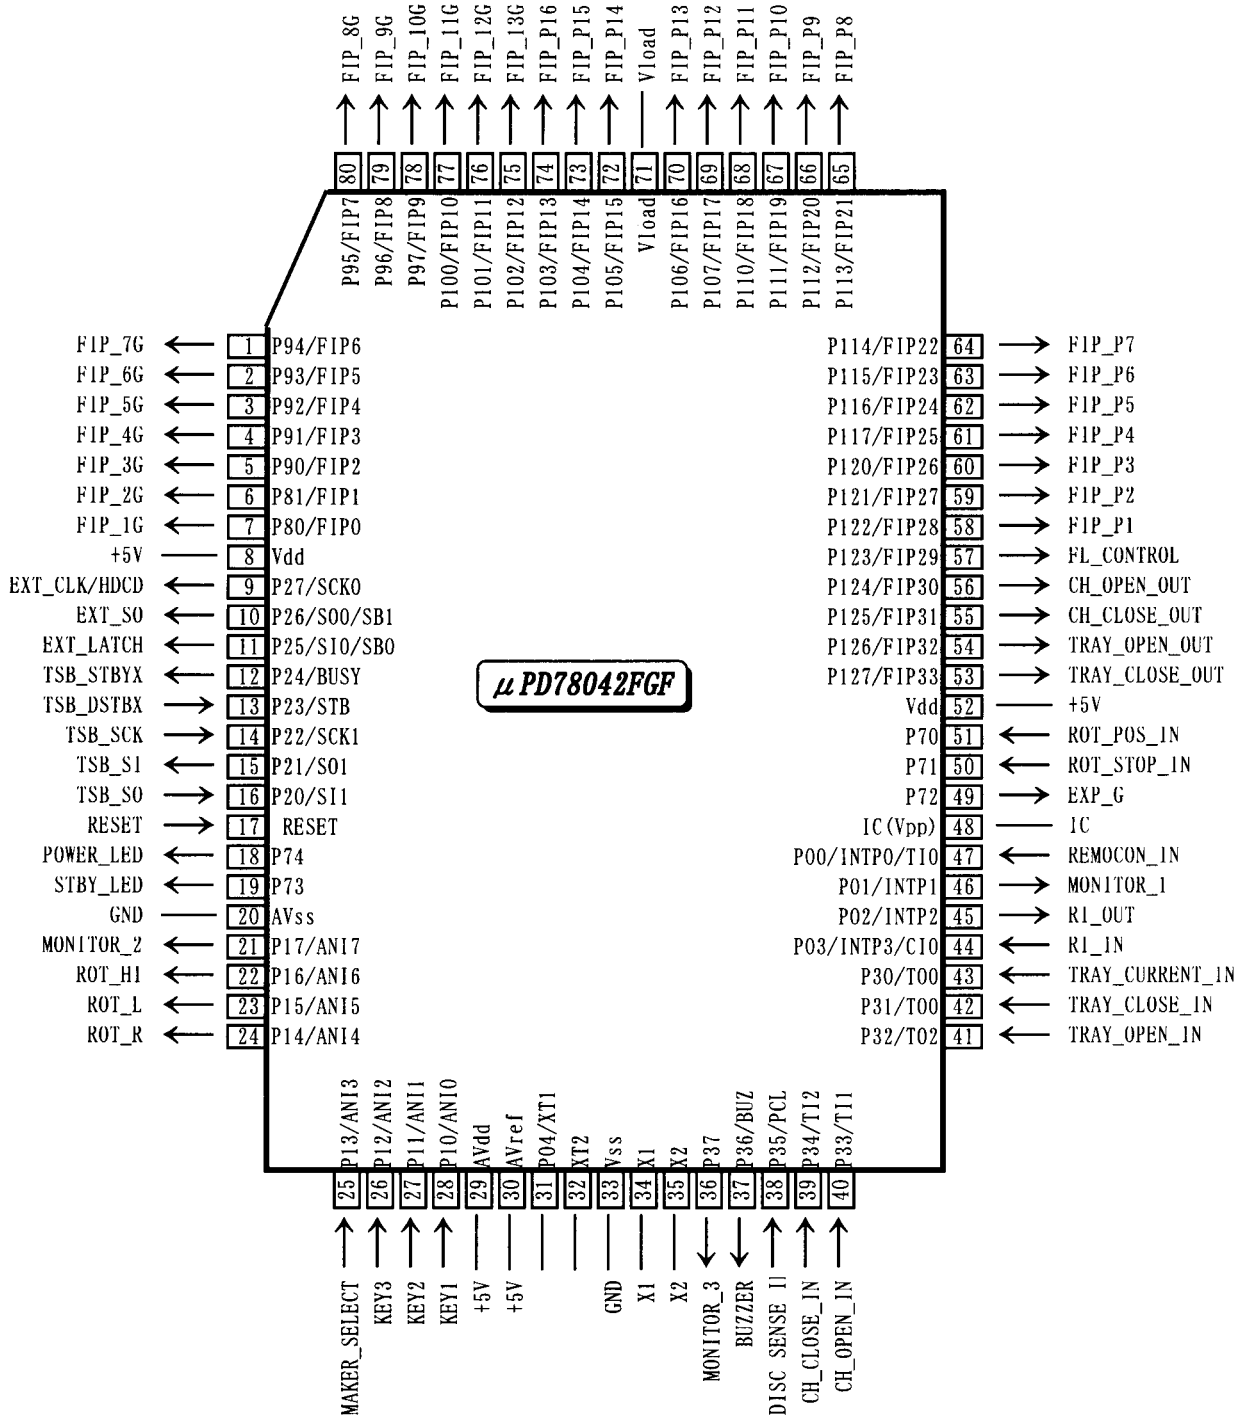 FIP_8G
FIP_9G
FIP_10G
FIP_11G
FIP_12G
FIP_13G
FIP_P16
FIP_P15
FIP_P14
Vload
FIP_P13
FIP_P12
FIP_P11
FIP_P10
FIP_P9
FIP_P8
80
79
78
77
76
75
74
73
72
71
70
69
68
67
66
65
P95/FIP7
P96/FIP8
P97/FIP9
P100/FIP10
P101/FIP11
P102/FIP12
P103/FIP13
P104/FIP14
P105/FIP15
Vload
P106/FIP16
P107/FIP17
P110/FIP18
P111/FIP19
P112/FIP20
P113/FIP21
FIP_7G 1 P94/FIP6
FIP_6G 2 P93/FIP5
FIP_5G 3 P92/FIP4
FIP_4G 4 P91/FIP3
FIP_3G 5 P90/FIP2
FIP_2G 6 P81/FIP1
FIP_1G 7 P80/FIP0
+5V 8 Vdd
EXT_CLK/HDCD 9 P27/SCK0
EXT_SO 10 P26/SO0/SB1
EXT_LATCH 11 P25/SI0/SB0
TSB_STBYX 12 P24/BUSY
TSB_DSTBX 13 P23/STB
TSB_SCK 14 P22/SCK1
TSB_SI 15 P21/SO1
TSB_SO 16 P20/SI1
RESET 17 RESET
POWER_LED 18 P74
STBY_LED 19 P73
GND 20 AVss
MONITOR_2 21 P17/ANI7
ROT_HI 22 P16/ANI6
ROT_L 23 P15/ANI5
ROT_R 24 P14/ANI4
μPD78042FGF
P114/FIP22 64 FIP_P7
P115/FIP23 63 FIP_P6
P116/FIP24 62 FIP_P5
P117/FIP25 61 FIP_P4
P120/FIP26 60 FIP_P3
P121/FIP27 59 FIP_P2
P122/FIP28 58 FIP_P1
P123/FIP29 57 FL_CONTROL
P124/FIP30 56 CH_OPEN_OUT
P125/FIP31 55 CH_CLOSE_OUT
P126/FIP32 54 TRAY_OPEN_OUT
P127/FIP33 53 TRAY_CLOSE_OUT
Vdd 52 +5V
P70 51 ROT_POS_IN
P71 50 ROT_STOP_IN
P72 49 EXP_G
IC(Vpp) 48 IC
P00/INTP0/TI0 47 REMOCON_IN
P01/INTP1 46 MONITOR_1
P02/INTP2 45 RI_OUT
P03/INTP3/CI0 44 RI_IN
P30/TO0 43 TRAY_CURRENT_IN
P31/TO0 42 TRAY_CLOSE_IN
P32/TO2 41 TRAY_OPEN_IN
P13/ANI3
P12/ANI2
P11/ANI1
P10/ANI0
AVdd
AVref
P04/XT1
XT2
Vss
X1
X2
P37
P36/BUZ
P35/PCL
P34/TI2
P33/TI1
25
26
27
28
29
30
31
32
33
34
35
36
37
38
39
40
MAKER_SELECT
KEY3
KEY2
KEY1
+5V
+5V
GND
X1
X2
MONITOR_3
BUZZER
DISC SENSE
CH_CLOSE_IN
CH_OPEN_IN